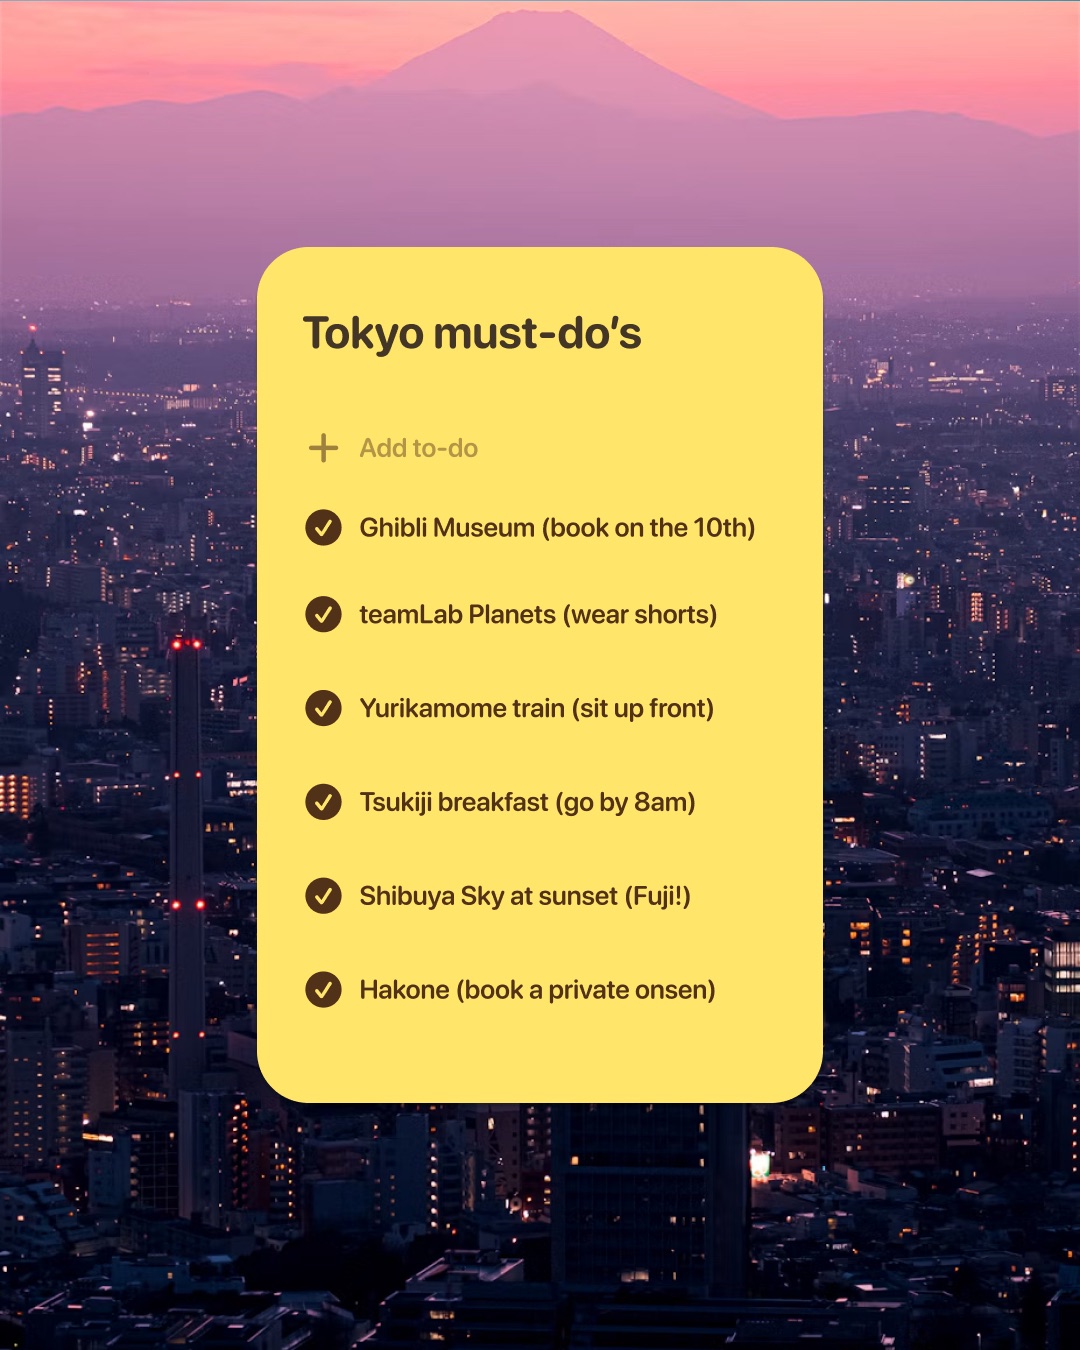 Tokyo must-do's
Add to-do
Ghibli Museum (book on the 10th)
teamLab Planets (wear shorts)
Yurikamome train (sit up front)
Tsukiji breakfast (go by 8am)
Shibuya Sky at sunset (Fuji!)
Hakone (book a private onsen)